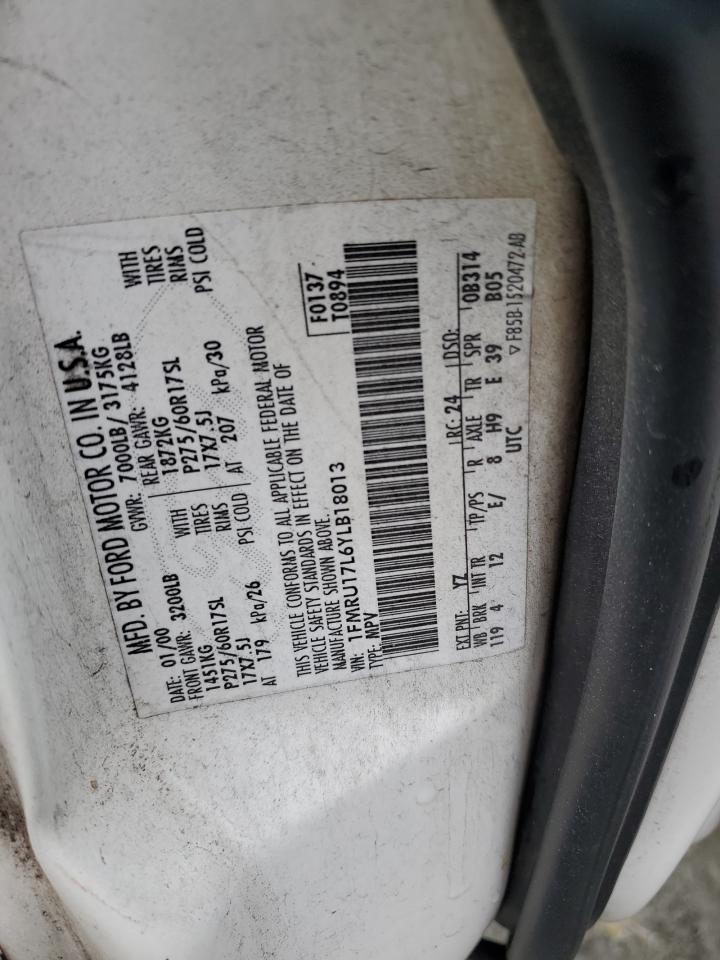 MFD. BY FORD MOTOR CO. IN U.S.A.
DATE: 01/00 GVWR: 7000LB / 3175KG
FRONT GAWR: 3200LB REAR GAWR: 4128LB
1451KG WITH 1872KG WITH
P275/60R17SL TIRES P275/60R17SL TIRES
17X7.5J RIMS 17X7.5J RIMS
AT 179 kPa/26 PSI COLD AT 207 kPa/30 PSI COLD
THIS VEHICLE CONFORMS TO ALL APPLICABLE FEDERAL MOTOR
VEHICLE SAFETY STANDARDS IN EFFECT ON THE DATE OF
MANUFACTURE SHOWN ABOVE.
VIN: 1FMRU17L6YLB18013 F0137
TYPE: MPV T0894
EXT PNT: YZ RC: 24 DSO:
WB BRK INT TR TP/PS R AXLE TR SPR 0B314
119 4 12 E/ 8 H9 E 39 B05
UTC ▽ F85B-1520472-AB